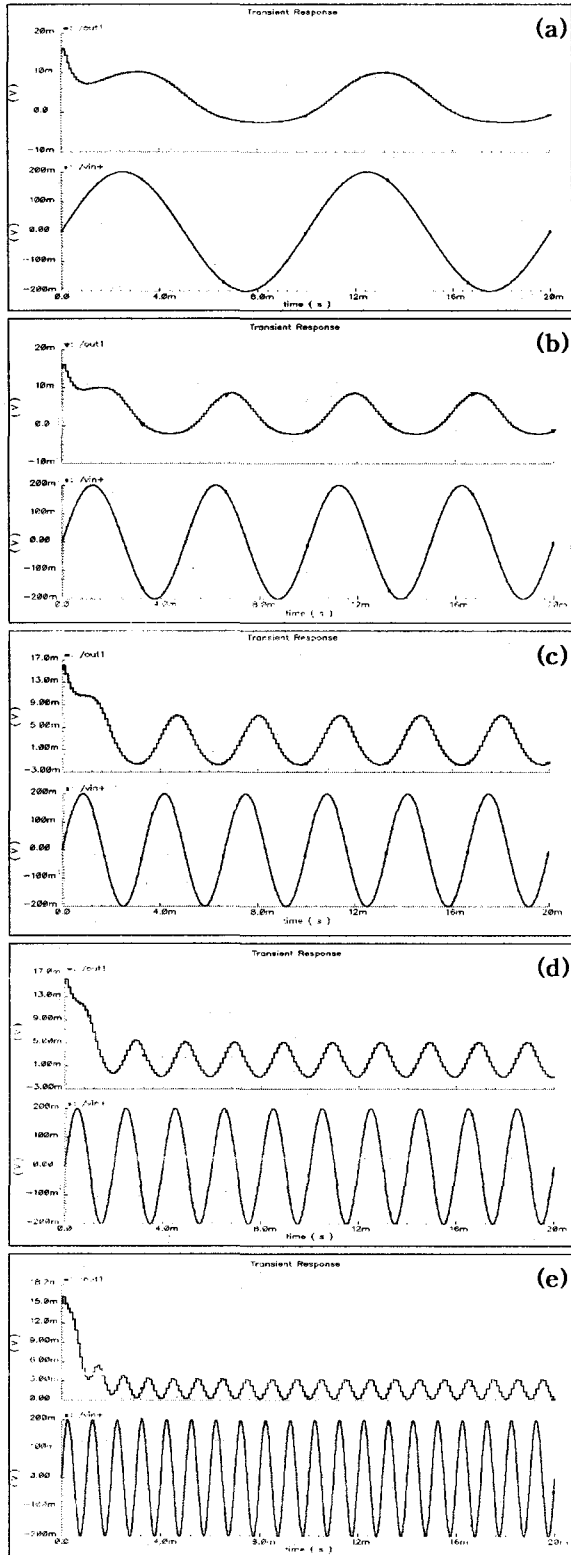 Transient Response
(a)
20m
: /out1
10m
(V)
0.0
-10m
200m
: /vin+
100m
(V)
0.00
-100m
-200m
0.0
4.0m
8.0m
12m
16m
20m
time ( s )
Transient Response
(b)
20m
: /out1
10m
(V)
0.0
-10m
200m
: /vin+
100m
(V)
0.00
-100m
-200m
0.0
4.0m
8.0m
12m
16m
20m
time ( s )
Transient Response
(c)
17.0m
: /out1
13.0m
9.00m
(V)
5.00m
1.00m
-3.00m
: /vin+
200m
100m
(V)
0.00
-100m
-200m
0.0
4.0m
8.0m
12m
16m
20m
time ( s )
Transient Response
(d)
17.0m
: /out1
13.0m
9.00m
(V)
5.00m
1.00m
-3.00m
: /vin+
200m
100m
(V)
0.00
-100m
-200m
0.0
4.0m
8.0m
12m
16m
20m
time ( s )
Transient Response
(e)
: /out1
15.0m
12.0m
(V)
6.00m
3.00m
0.00
200m
: /vin+
100m
(V)
-200m
0.0
4.0m
8.0m
12m
16m
20m
time ( s )